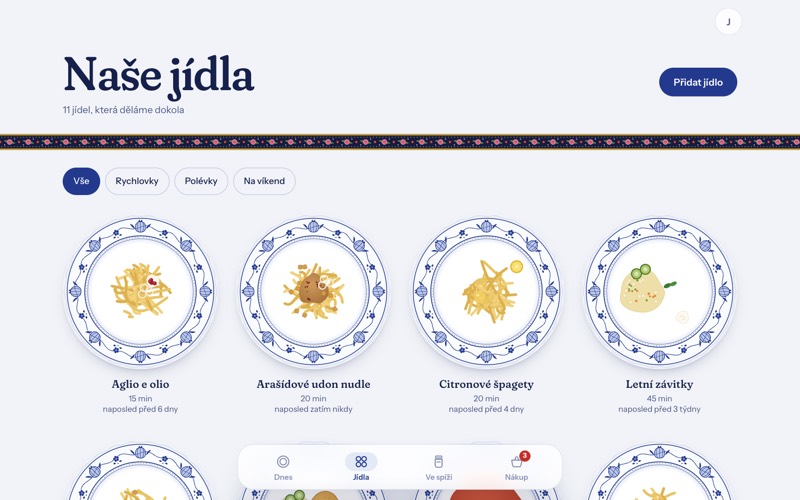 J
Naše jídla
11 jídel, která děláme dokola
Přidat jídlo
Vše
Rychlovky
Polévky
Na víkend
Aglio e olio
15 min
naposled před 6 dny
Arašídové udon nudle
20 min
naposled zatím nikdy
Citronové špagety
20 min
naposled před 4 dny
Letní závitky
45 min
naposled před 3 týdny
Dnes
Jídla
Ve spíži
3
Nákup